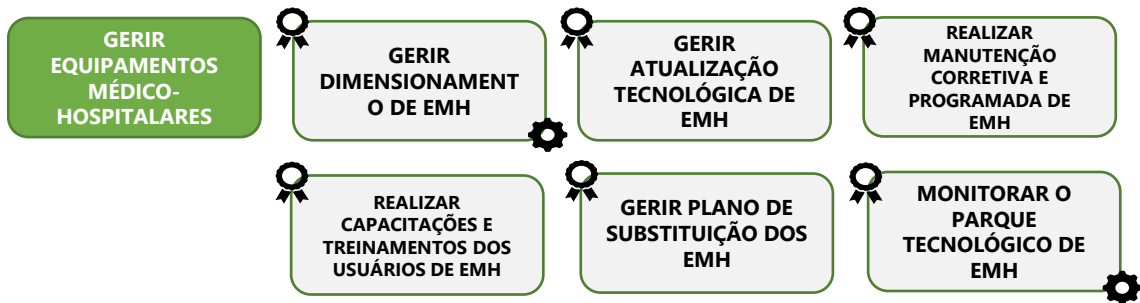 GERIR
EQUIPAMENTOS
MÉDICO-
HOSPITALARES
GERIR
DIMENSIONAMENT
O DE EMH
GERIR
ATUALIZAÇÃO
TECNOLÓGICA DE
EMH
REALIZAR
MANUTENÇÃO
CORRETIVA E
PROGRAMADA DE
EMH
REALIZAR
CAPACITAÇÕES E
TREINAMENTOS DOS
USUÁRIOS DE EMH
GERIR PLANO DE
SUBSTITUIÇÃO DOS
EMH
MONITORAR O
PARQUE
TECNOLÓGICO DE
EMH